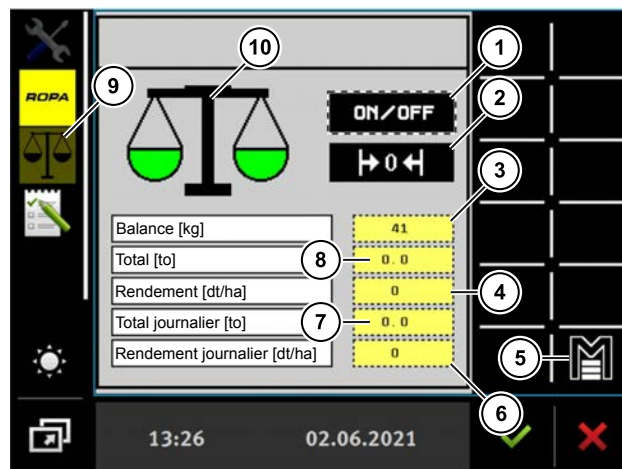 10
1
9
ROPA
ON/OFF
2
0
3
Balance [kg] 41
Total [to] 8 0.0
Rendement [dt/ha] 0 4
Total journalier [to] 7 0.0
Rendement journalier [dt/ha] 0
5 M
6
13:26 02.06.2021